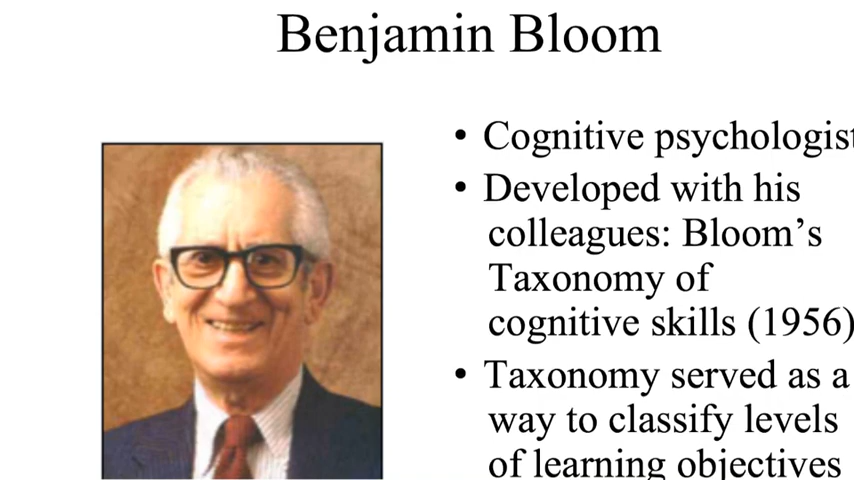 Benjamin Bloom
• Cognitive psychologist
• Developed with his
colleagues: Bloom’s
Taxonomy of
cognitive skills (1956)
• Taxonomy served as a
way to classify levels
of learning objectives